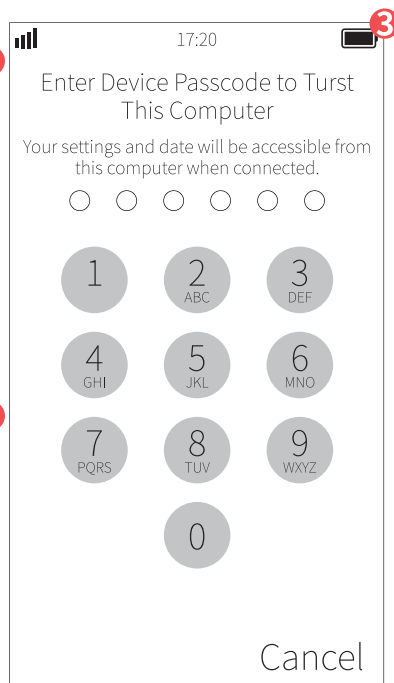 3
17:20
Enter Device Passcode to Turst
This Computer
Your settings and date will be accessible from
this computer when connected.
1
2
ABC
3
DEF
4
GHI
5
JKL
6
MNO
7
PQRS
8
TUV
9
WXYZ
0
Cancel